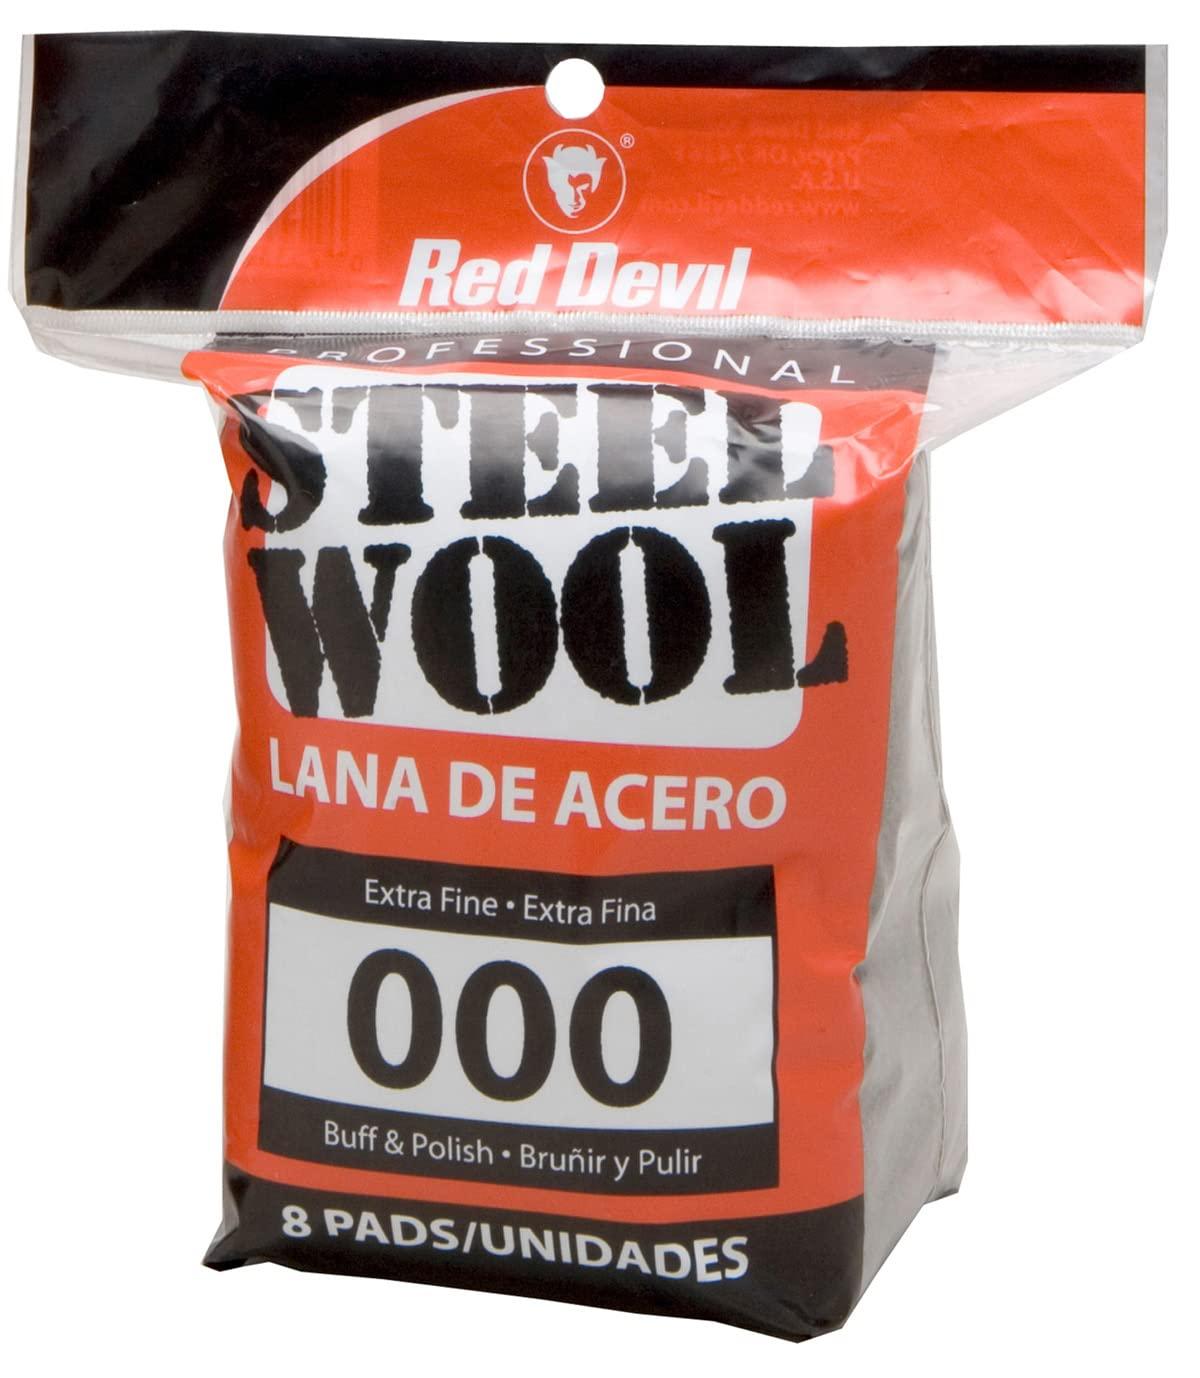 ®
Red Devil
PROFESSIONAL
STEEL
WOOL
LANA DE ACERO
Extra Fine • Extra Fina
000
Buff & Polish • Bruñir y Pulir
8 PADS/UNIDADES